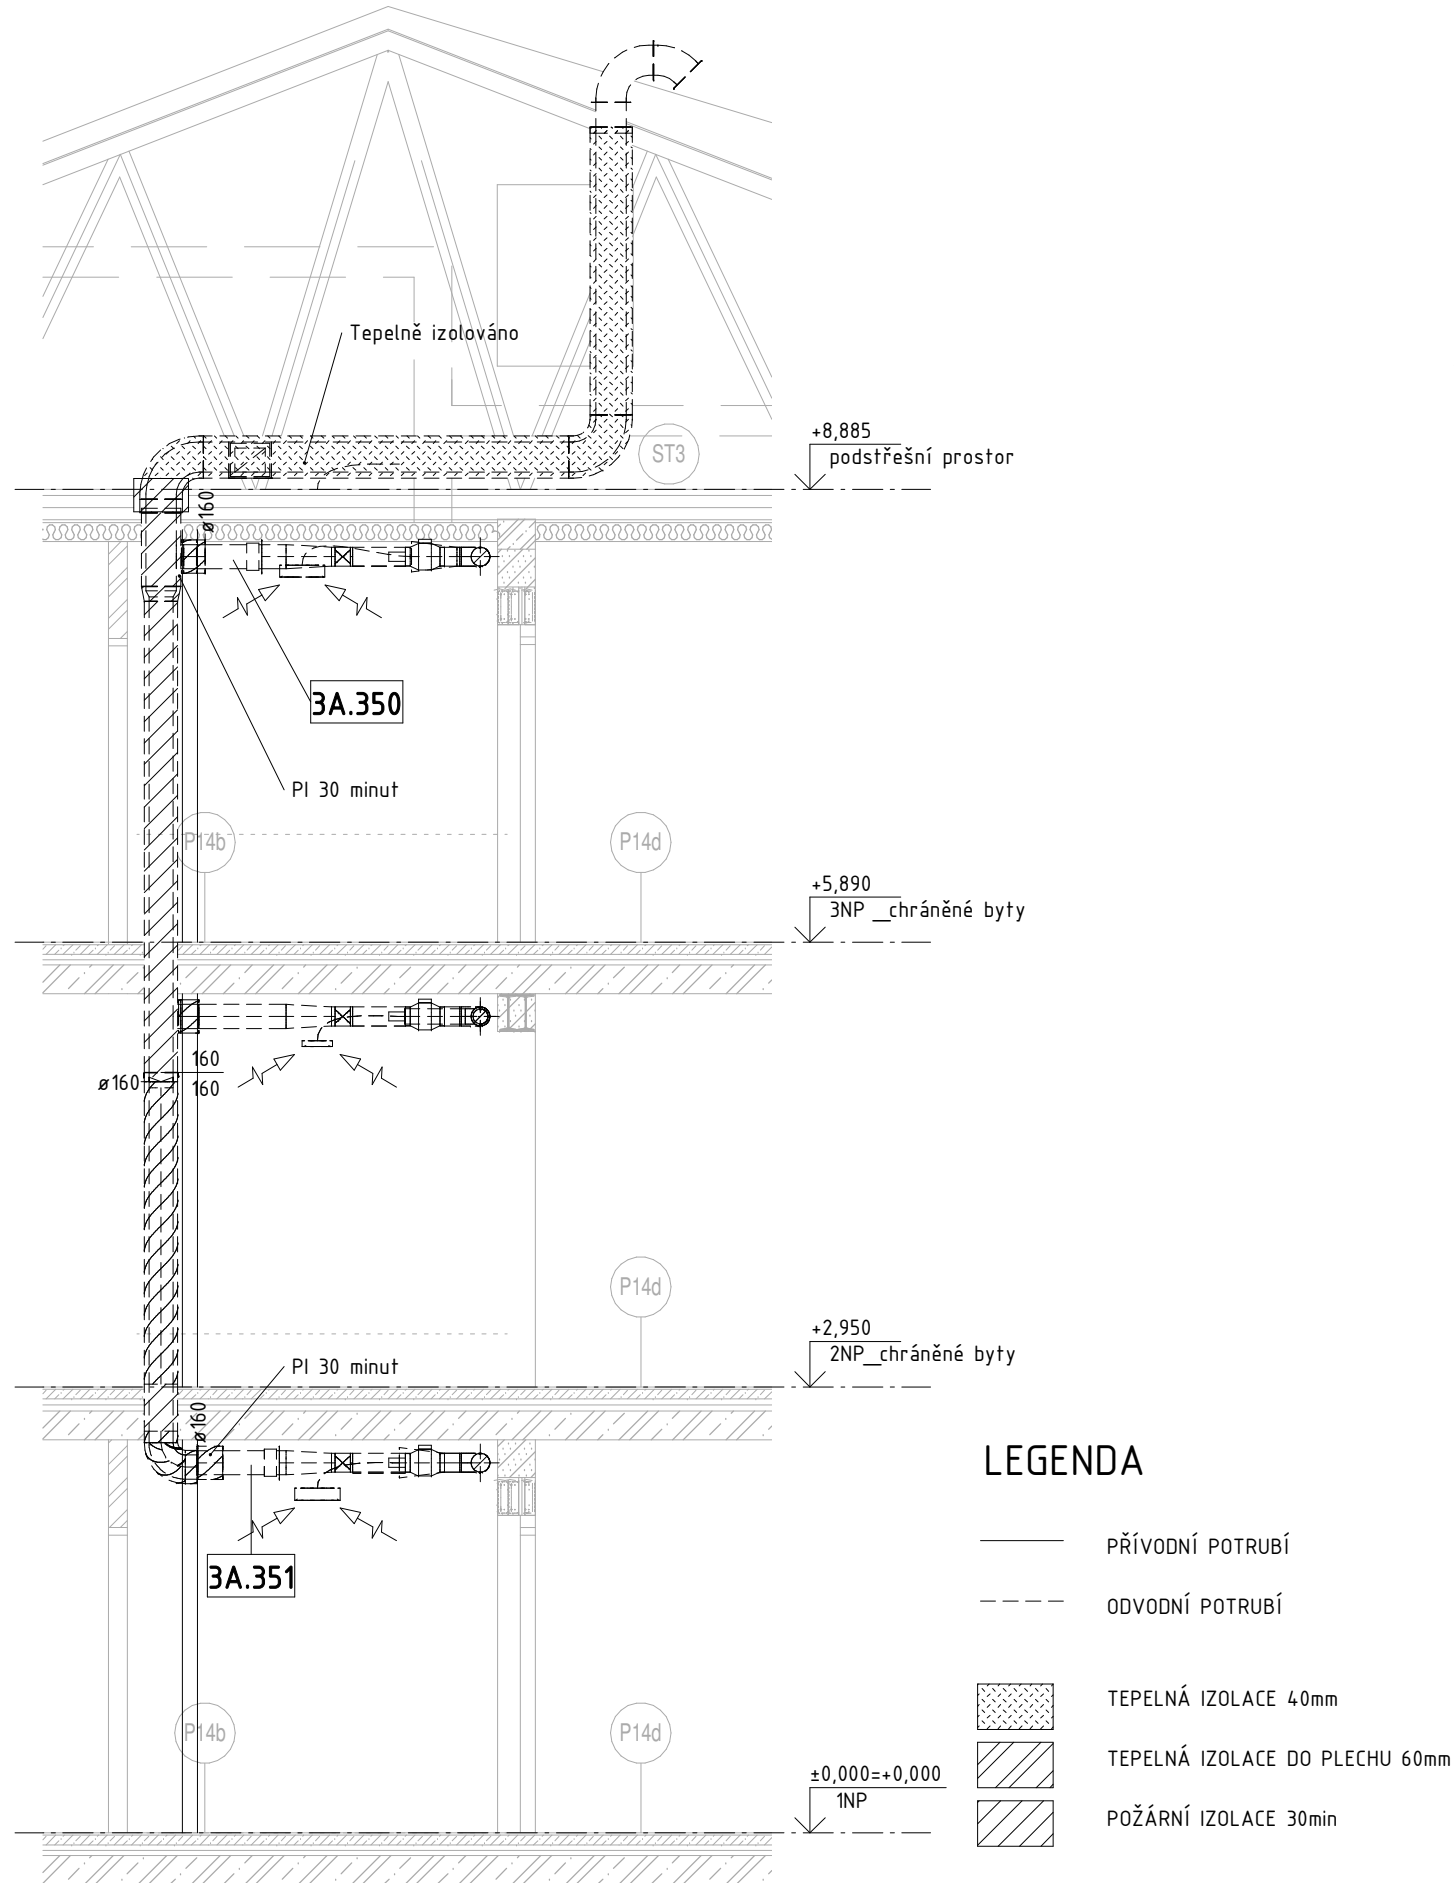 Tepelně izolováno
ST3
+8,885
podstřešní prostor
ø160
3A.350
PI 30 minut
P14b
P14d
+5,890
3NP _chráněné byty
160
ø160
160
P14d
+2,950
2NP_chráněné byty
PI 30 minut
ø160
3A.351
LEGENDA
PŘÍVODNÍ POTRUBÍ
ODVODNÍ POTRUBÍ
TEPELNÁ IZOLACE 40mm
TEPELNÁ IZOLACE DO PLECHU 60mm
POŽÁRNÍ IZOLACE 30min
P14b
P14d
±0,000=+0,000
1NP